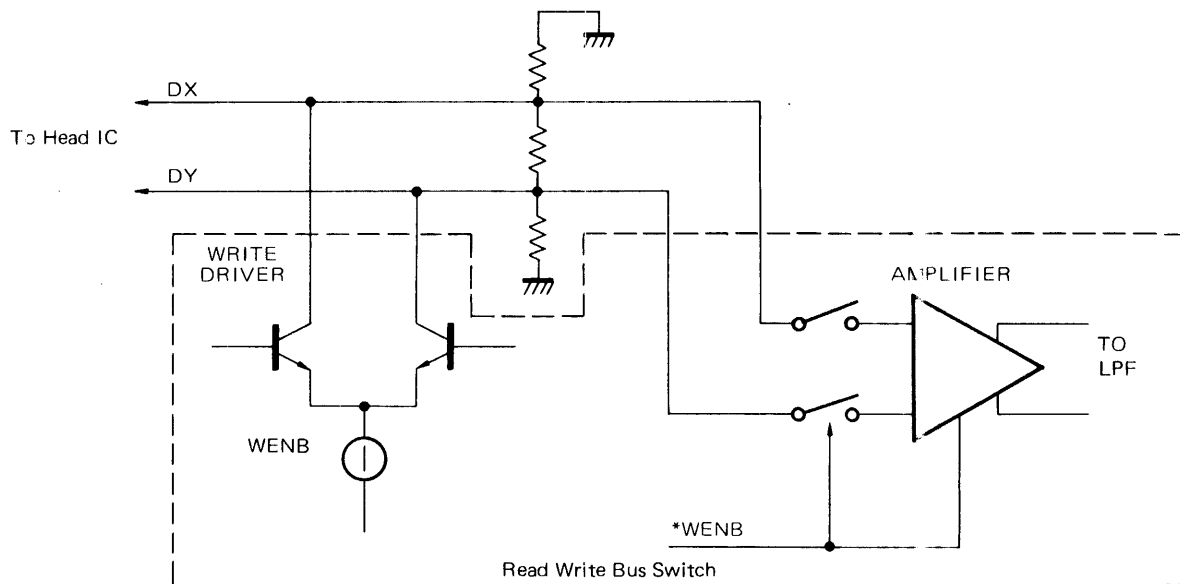 DX
To Head IC
DY
WRITE
DRIVER
AMPLIFIER
TO
LPF
WENB
*WENB
Read Write Bus Switch